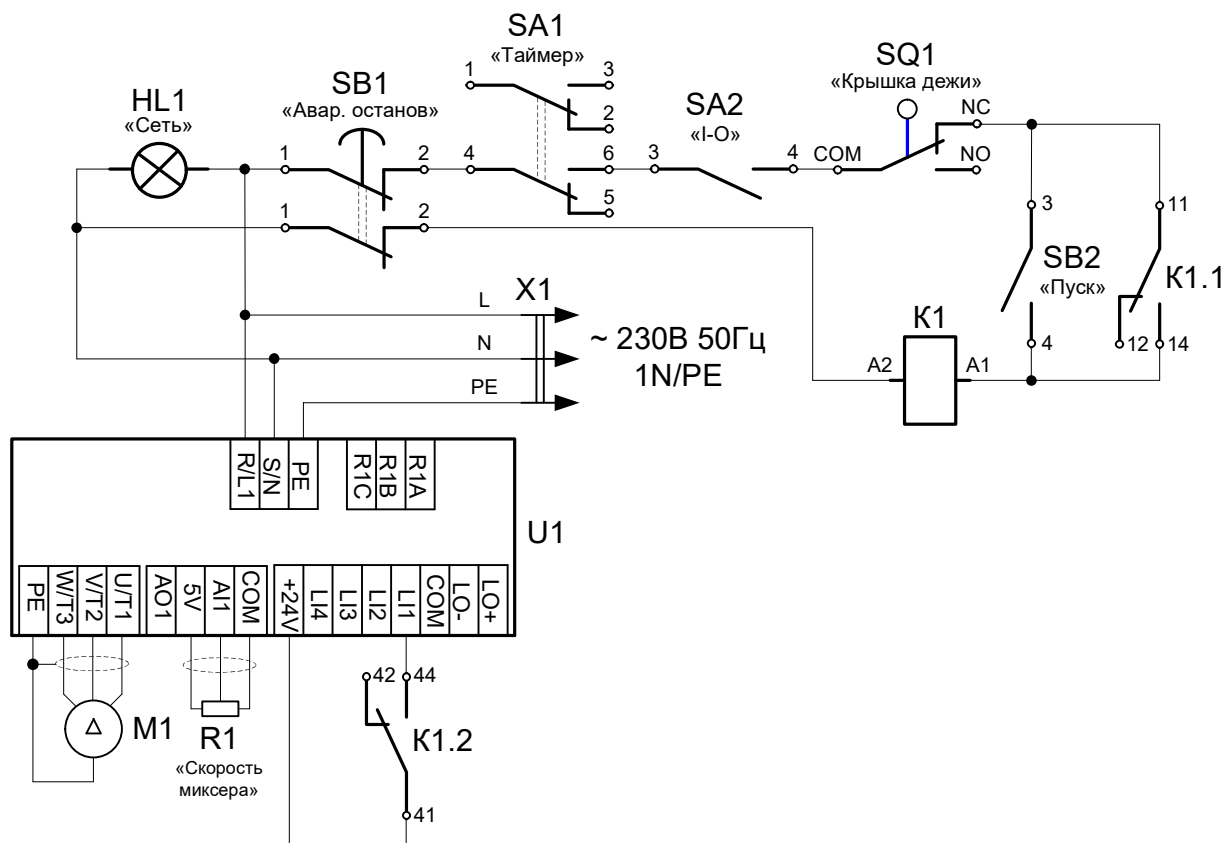 SA1
«Таймер»
1
3
2
SB1
«Авар. останов»
HL1
«Сеть»
SQ1
«Крышка дежи»
SA2
«I-O»
NC
NO
COM
1
2
4
6
5
3
4
1
2
3
SB2
«Пуск»
4
11
К1.1
12
14
X1
L
N
PE
~ 230В 50Гц
1N/PE
К1
A2
A1
R/L1
S/N
PE
R1C
R1B
R1A
U1
PE
W/T3
V/T2
U/T1
AO1
5V
AI1
COM
+24V
LI4
LI3
LI2
LI1
COM
LO-
LO+
Δ
M1
R1
«Скорость
миксера»
42
44
К1.2
41